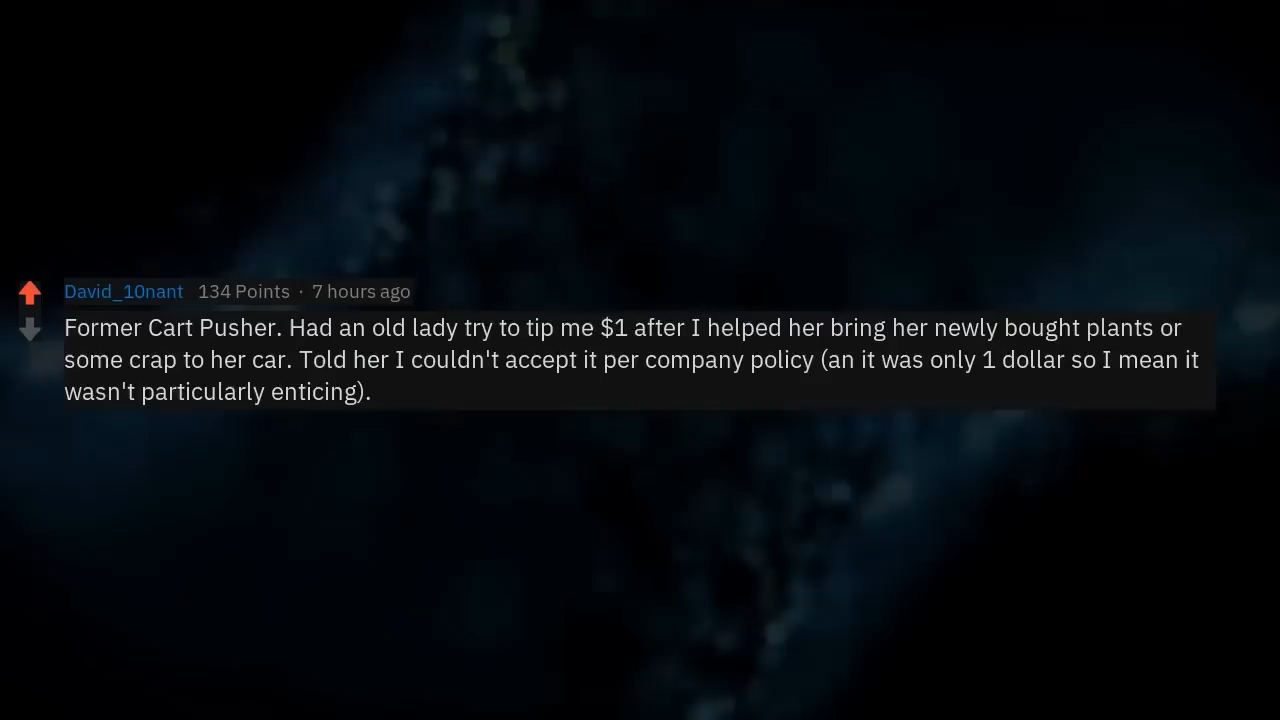 David_10nant 134 Points · 7 hours ago
Former Cart Pusher. Had an old lady try to tip me $1 after I helped her bring her newly bought plants or
some crap to her car. Told her I couldn't accept it per company policy (an it was only 1 dollar so I mean it
wasn't particularly enticing).